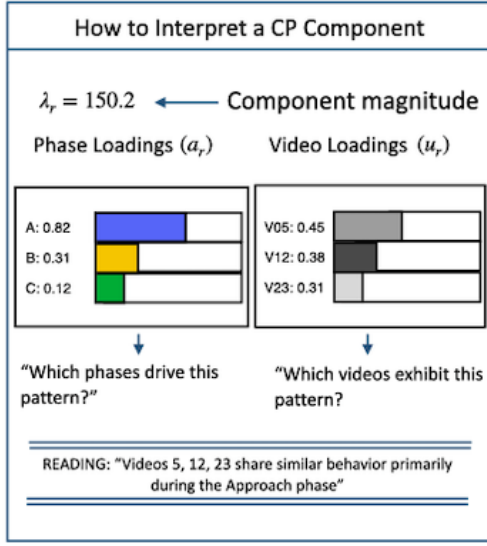 How to Interpret a CP Component
λᵣ = 150.2 Component magnitude
Phase Loadings (aᵣ)
Video Loadings (uᵣ)
A: 0.82
B: 0.31
C: 0.12
V05: 0.45
V12: 0.38
V23: 0.31
“Which phases drive this
pattern?”
“Which videos exhibit this
pattern?
READING: “Videos 5, 12, 23 share similar behavior primarily
during the Approach phase”